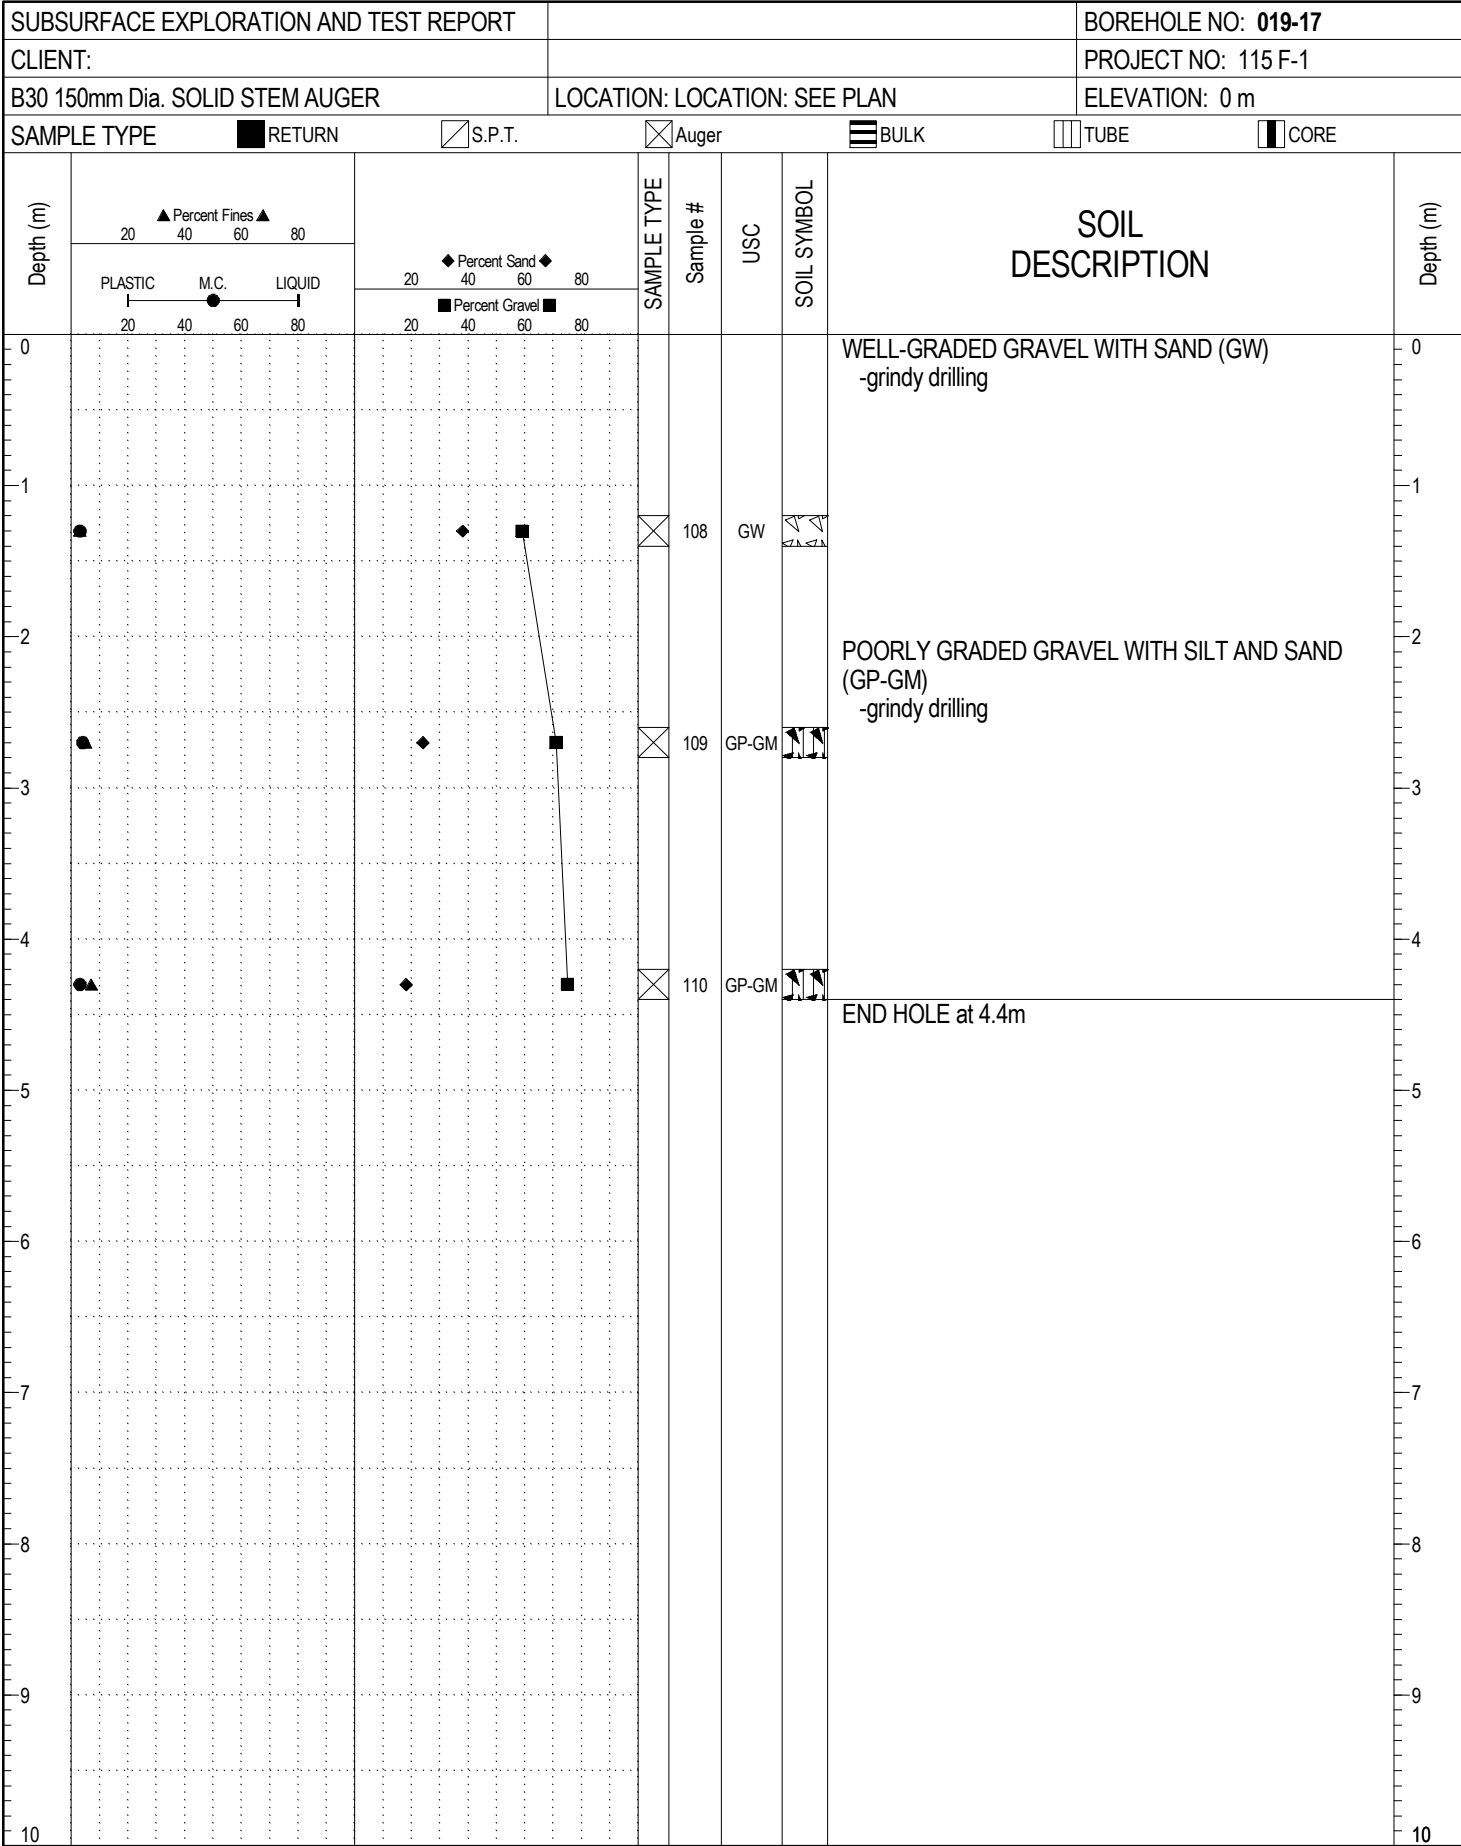 SUBSURFACE EXPLORATION AND TEST REPORT
BOREHOLE NO: 019-17
CLIENT:
PROJECT NO: 115 F-1
B30 150mm Dia. SOLID STEM AUGER
LOCATION: LOCATION: SEE PLAN
ELEVATION: 0 m
SAMPLE TYPE
RETURN
S.P.T.
Auger
BULK
TUBE
CORE
Depth (m)
Percent Fines
20 40 60 80
PLASTIC M.C. LIQUID
20 40 60 80
Percent Sand
20 40 60 80
Percent Gravel
20 40 60 80
SAMPLE TYPE
Sample #
USC
SOIL SYMBOL
SOIL
DESCRIPTION
Depth (m)
0
WELL-GRADED GRAVEL WITH SAND (GW)
0
-grindy drilling
1
1
108 GW
2
2
POORLY GRADED GRAVEL WITH SILT AND SAND
(GP-GM)
-grindy drilling
109 GP-GM
3
3
4
4
110 GP-GM
END HOLE at 4.4m
5
5
6
6
7
7
8
8
9
9
10
10